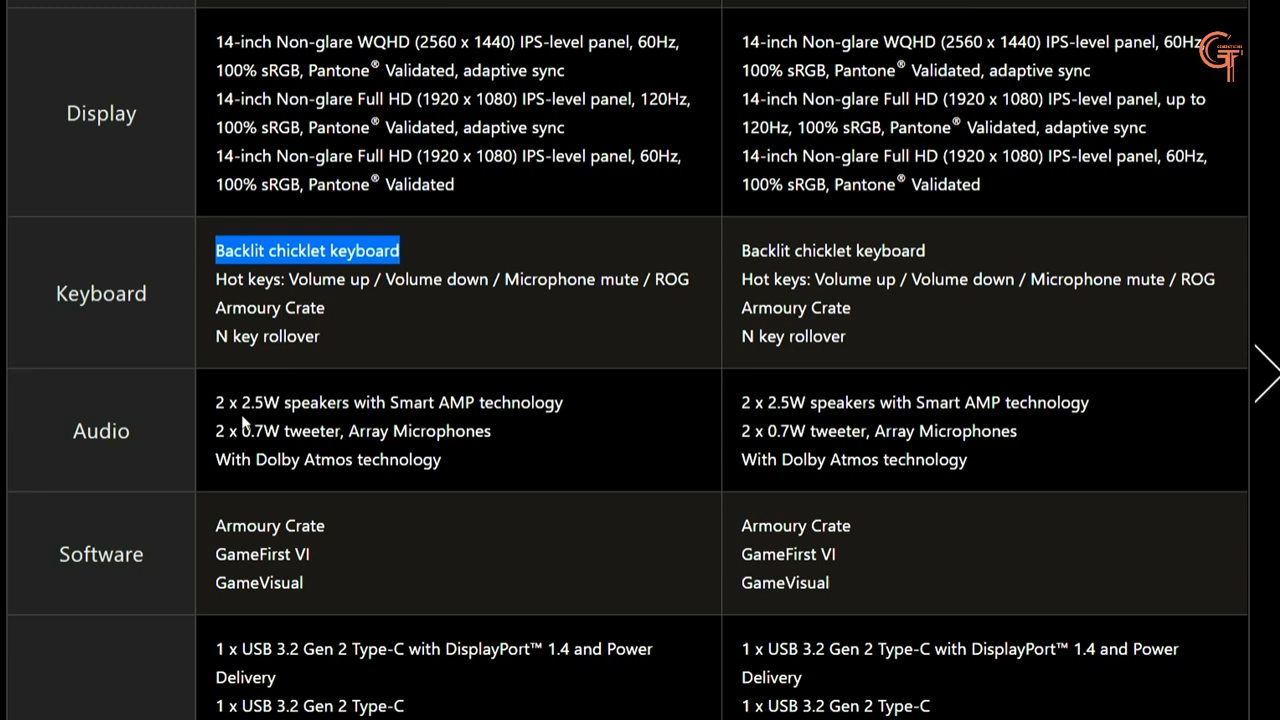 Display
14-inch Non-glare WQHD (2560 x 1440) IPS-level panel, 60Hz,
100% sRGB, Pantone® Validated, adaptive sync
14-inch Non-glare Full HD (1920 x 1080) IPS-level panel, 120Hz,
100% sRGB, Pantone® Validated, adaptive sync
14-inch Non-glare Full HD (1920 x 1080) IPS-level panel, 60Hz,
100% sRGB, Pantone® Validated
14-inch Non-glare WQHD (2560 x 1440) IPS-level panel, 60Hz,
100% sRGB, Pantone® Validated, adaptive sync
14-inch Non-glare Full HD (1920 x 1080) IPS-level panel, up to
120Hz, 100% sRGB, Pantone® Validated, adaptive sync
14-inch Non-glare Full HD (1920 x 1080) IPS-level panel, 60Hz,
100% sRGB, Pantone® Validated
Keyboard
Backlit chicklet keyboard
Hot keys: Volume up / Volume down / Microphone mute / ROG
Armoury Crate
N key rollover
Backlit chicklet keyboard
Hot keys: Volume up / Volume down / Microphone mute / ROG
Armoury Crate
N key rollover
Audio
2 x 2.5W speakers with Smart AMP technology
2 x 0.7W tweeter, Array Microphones
With Dolby Atmos technology
2 x 2.5W speakers with Smart AMP technology
2 x 0.7W tweeter, Array Microphones
With Dolby Atmos technology
Software
Armoury Crate
GameFirst VI
GameVisual
Armoury Crate
GameFirst VI
GameVisual
1 x USB 3.2 Gen 2 Type-C with DisplayPort™ 1.4 and Power
Delivery
1 x USB 3.2 Gen 2 Type-C
1 x USB 3.2 Gen 2 Type-C with DisplayPort™ 1.4 and Power
Delivery
1 x USB 3.2 Gen 2 Type-C